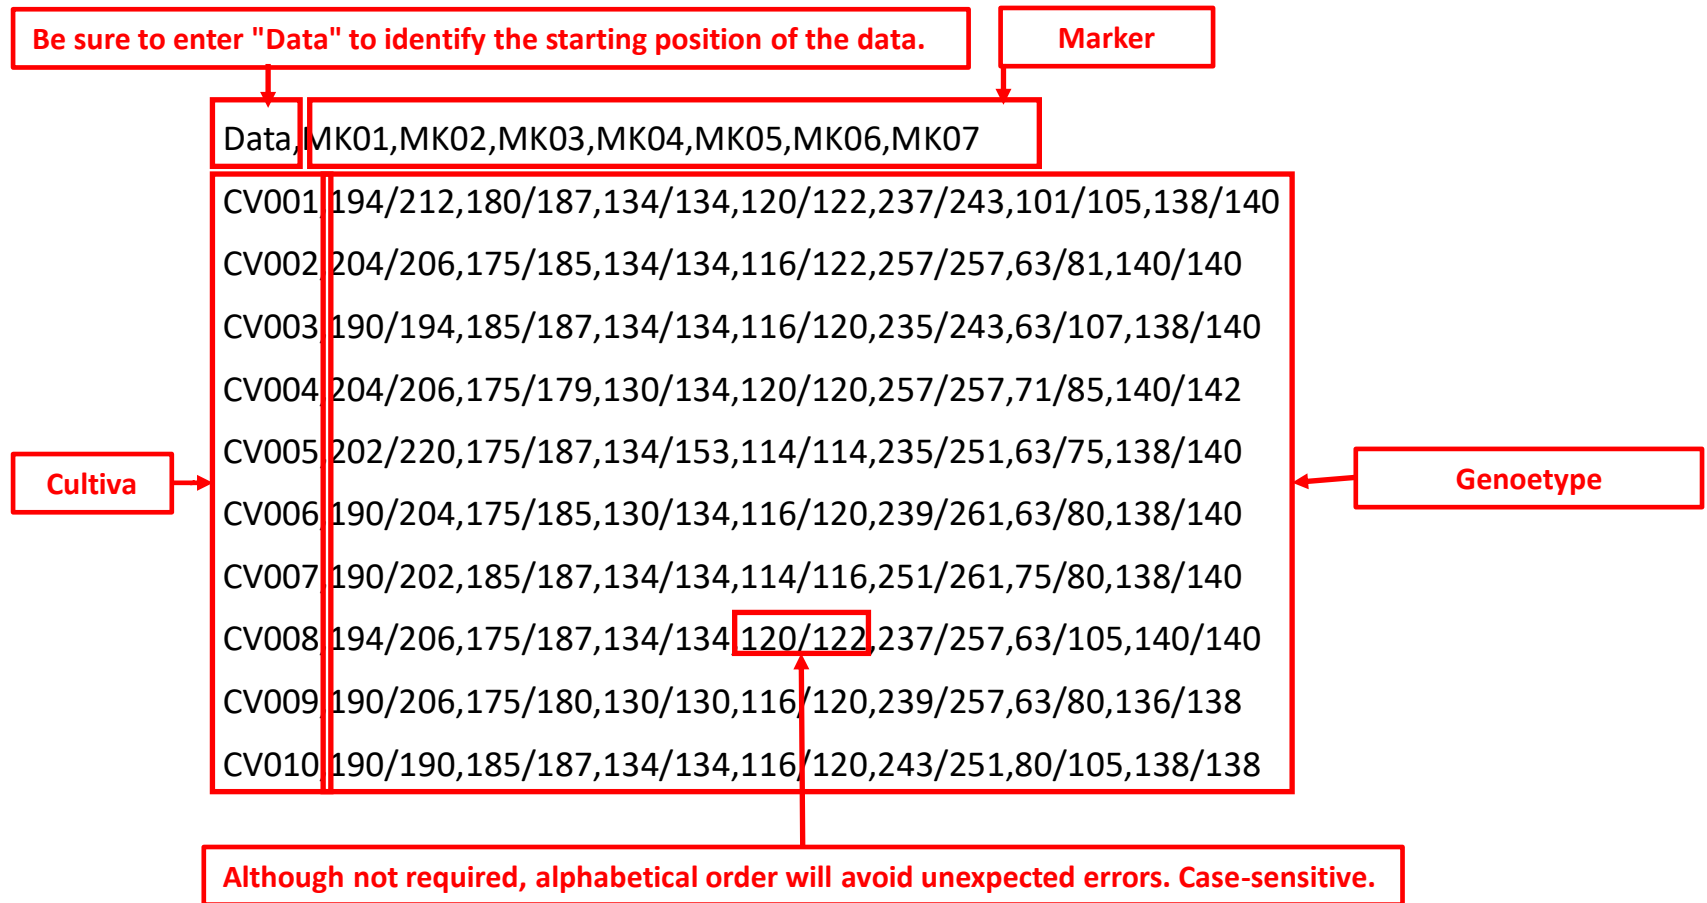 Be sure to enter "Data" to identify the starting position of the data.
Marker
Data,MK01,MK02,MK03,MK04,MK05,MK06,MK07
CV001,194/212,180/187,134/134,120/122,237/243,101/105,138/140
CV002,204/206,175/185,134/134,116/122,257/257,63/81,140/140
CV003,190/194,185/187,134/134,116/120,235/243,63/107,138/140
CV004,204/206,175/179,130/134,120/120,257/257,71/85,140/142
CV005,202/220,175/187,134/153,114/114,235/251,63/75,138/140
Cultiva
Genoetype
CV006,190/204,175/185,130/134,116/120,239/261,63/80,138/140
CV007,190/202,185/187,134/134,114/116,251/261,75/80,138/140
CV008,194/206,175/187,134/134,120/122,237/257,63/105,140/140
CV009,190/206,175/180,130/130,116/120,239/257,63/80,136/138
CV010,190/190,185/187,134/134,116/120,243/251,80/105,138/138
Although not required, alphabetical order will avoid unexpected errors. Case-sensitive.